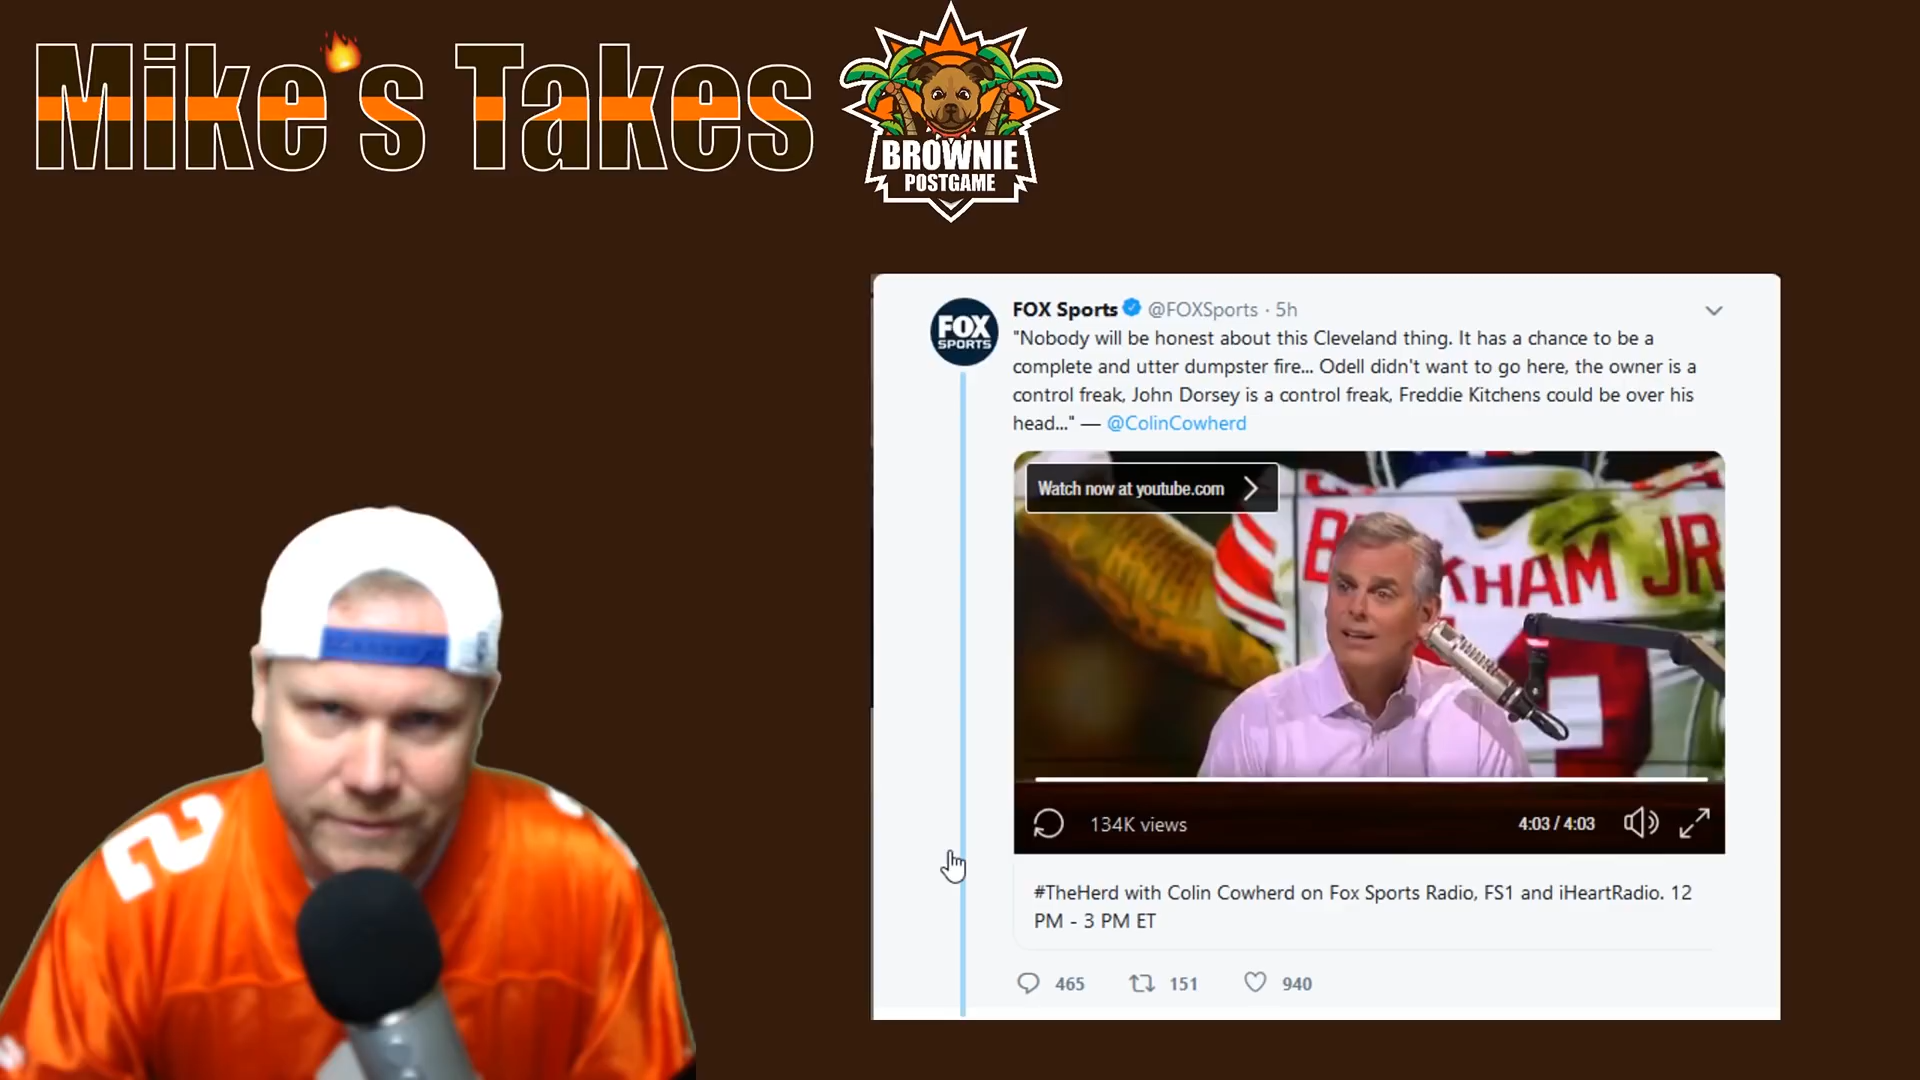 Mike's Takes
BROWNIE
POSTGAME
FOX
SPORTS
FOX Sports @FOXSports · 5h
"Nobody will be honest about this Cleveland thing. It has a chance to be a
complete and utter dumpster fire... Odell didn't want to go here, the owner is a
control freak, John Dorsey is a control freak, Freddie Kitchens could be over his
head..." — @ColinCowherd
Watch now at youtube.com
BECKHAM JR
134K views
4:03 / 4:03
2
#TheHerd with Colin Cowherd on Fox Sports Radio, FS1 and iHeartRadio. 12
PM - 3 PM ET
465 151 940